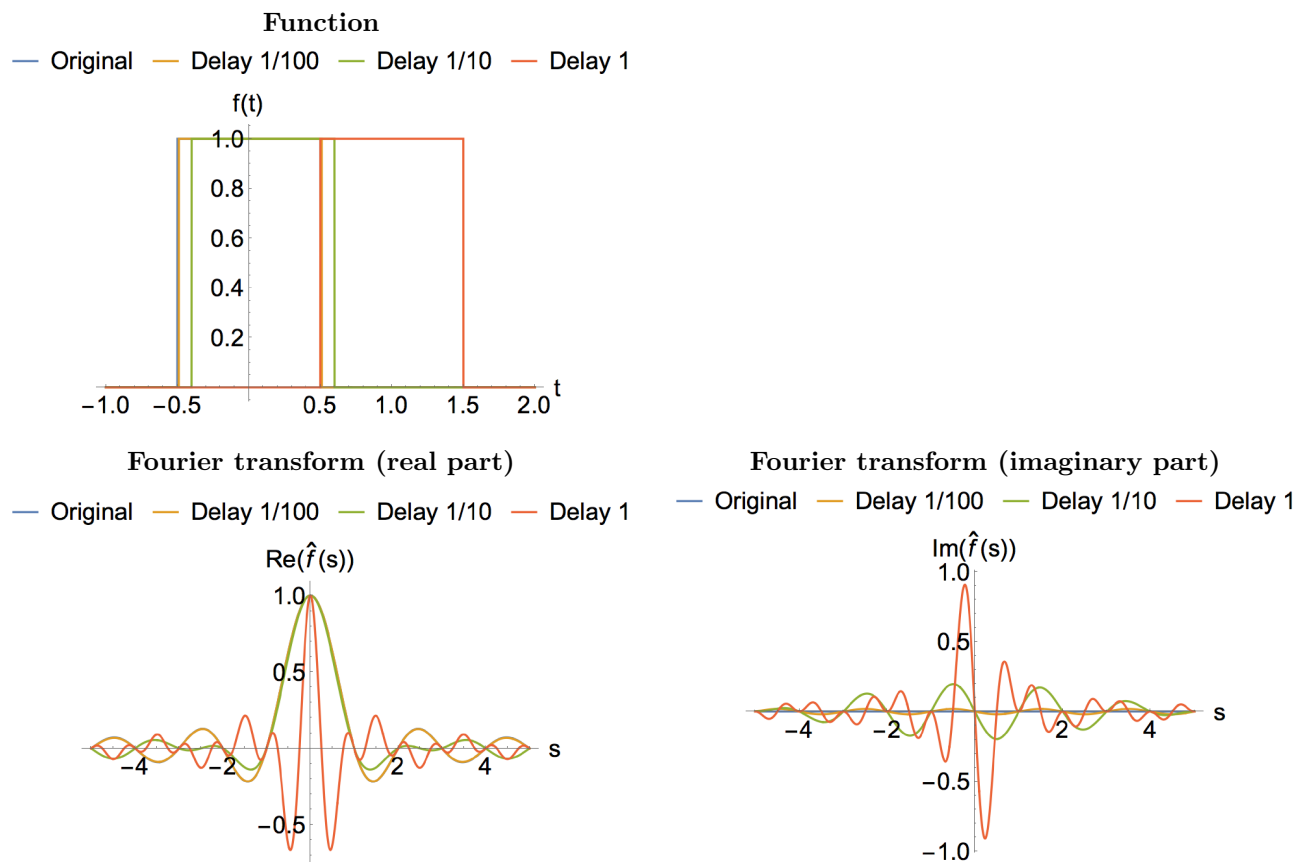 Function
Original Delay 1/100 Delay 1/10 Delay 1
f(t)
1.0
0.8
0.6
0.4
0.2
t
−1.0 −0.5 0.5 1.0 1.5 2.0
Fourier transform (real part)
Original Delay 1/100 Delay 1/10 Delay 1
Re(f̂(s))
1.0
0.5
s
−4 −2 2 4
−0.5
Fourier transform (imaginary part)
Original Delay 1/100 Delay 1/10 Delay 1
Im(f̂(s))
1.0
0.5
s
−4 −2 2 4
−0.5
−1.0